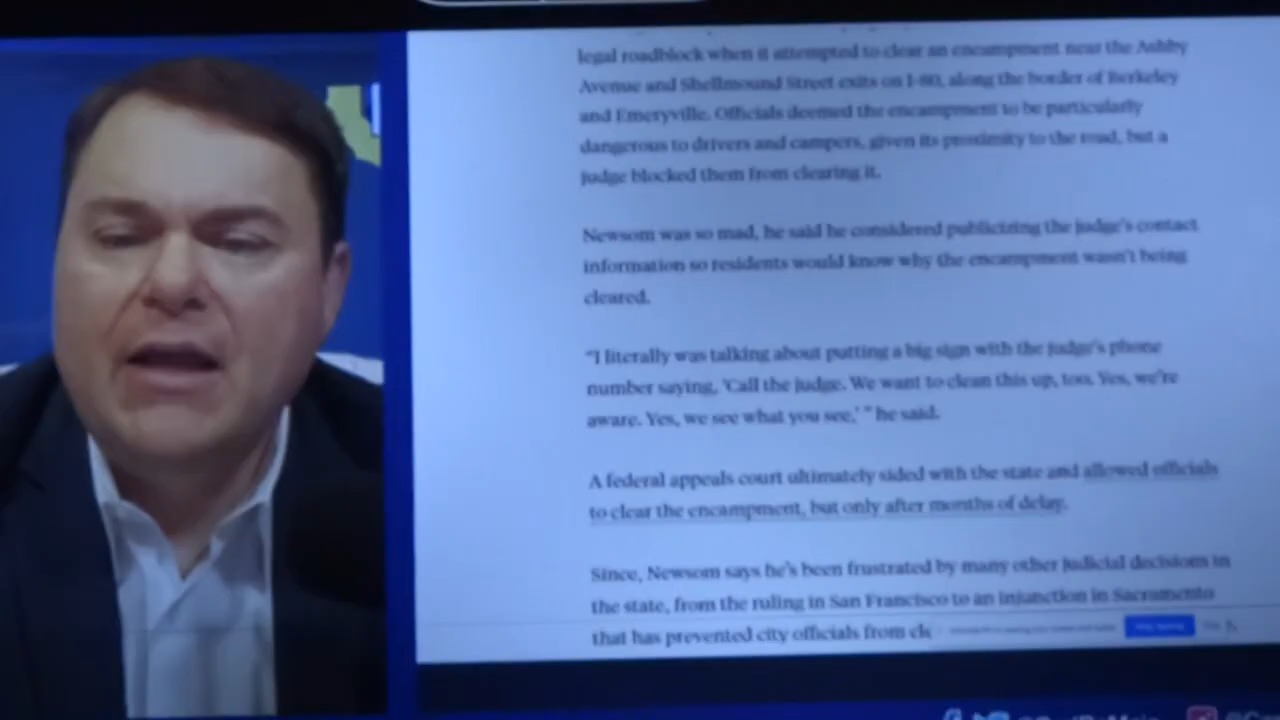 legal roadblock when it attempted to clear an encampment near the Ashby
Avenue and Shellmound Street exits on I-80, along the border of Berkeley
and Emeryville. Officials deemed the encampment to be particularly
dangerous to drivers and campers, given its proximity to the road, but a
judge blocked them from clearing it.
Newsom was so mad, he said he considered publicizing the judge's contact
information so residents would know why the encampment wasn't being
cleared.
"I literally was talking about putting a big sign with the judge's phone
number saying, 'Call the judge. We want to clean this up, too. Yes, we're
aware. Yes, we see what you see,' " he said.
A federal appeals court ultimately sided with the state and allowed officials
to clear the encampment, but only after months of delay.
Since, Newsom says he's been frustrated by many other judicial decisions in
the state, from the ruling in San Francisco to an injunction in Sacramento
that has prevented city officials from cle